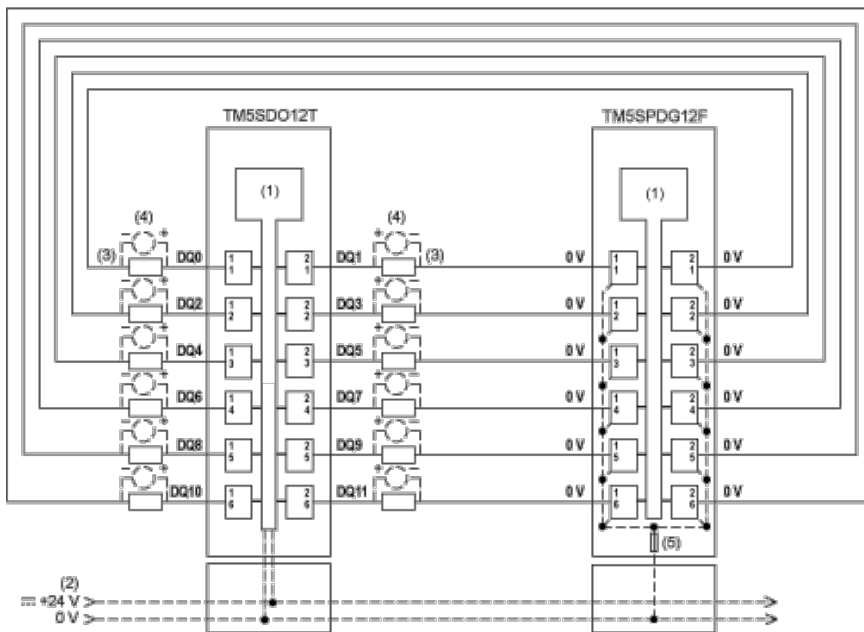 TM5SDO12T TM5SPDG12F
(1) (1)
(4) (4)
(3) DQ0 1 1 2 1 DQ1 (3) 0 V 1 1 2 1 0 V
DQ2 1 2 2 2 DQ3 0 V 1 2 2 2 0 V
DQ4 1 3 2 3 DQ5 0 V 1 3 2 3 0 V
DQ6 1 4 2 4 DQ7 0 V 1 4 2 4 0 V
DQ8 1 5 2 5 DQ9 0 V 1 5 2 5 0 V
DQ10 1 6 2 6 DQ11 0 V 1 6 2 6 0 V
(5)
(2)
+24 V
0 V